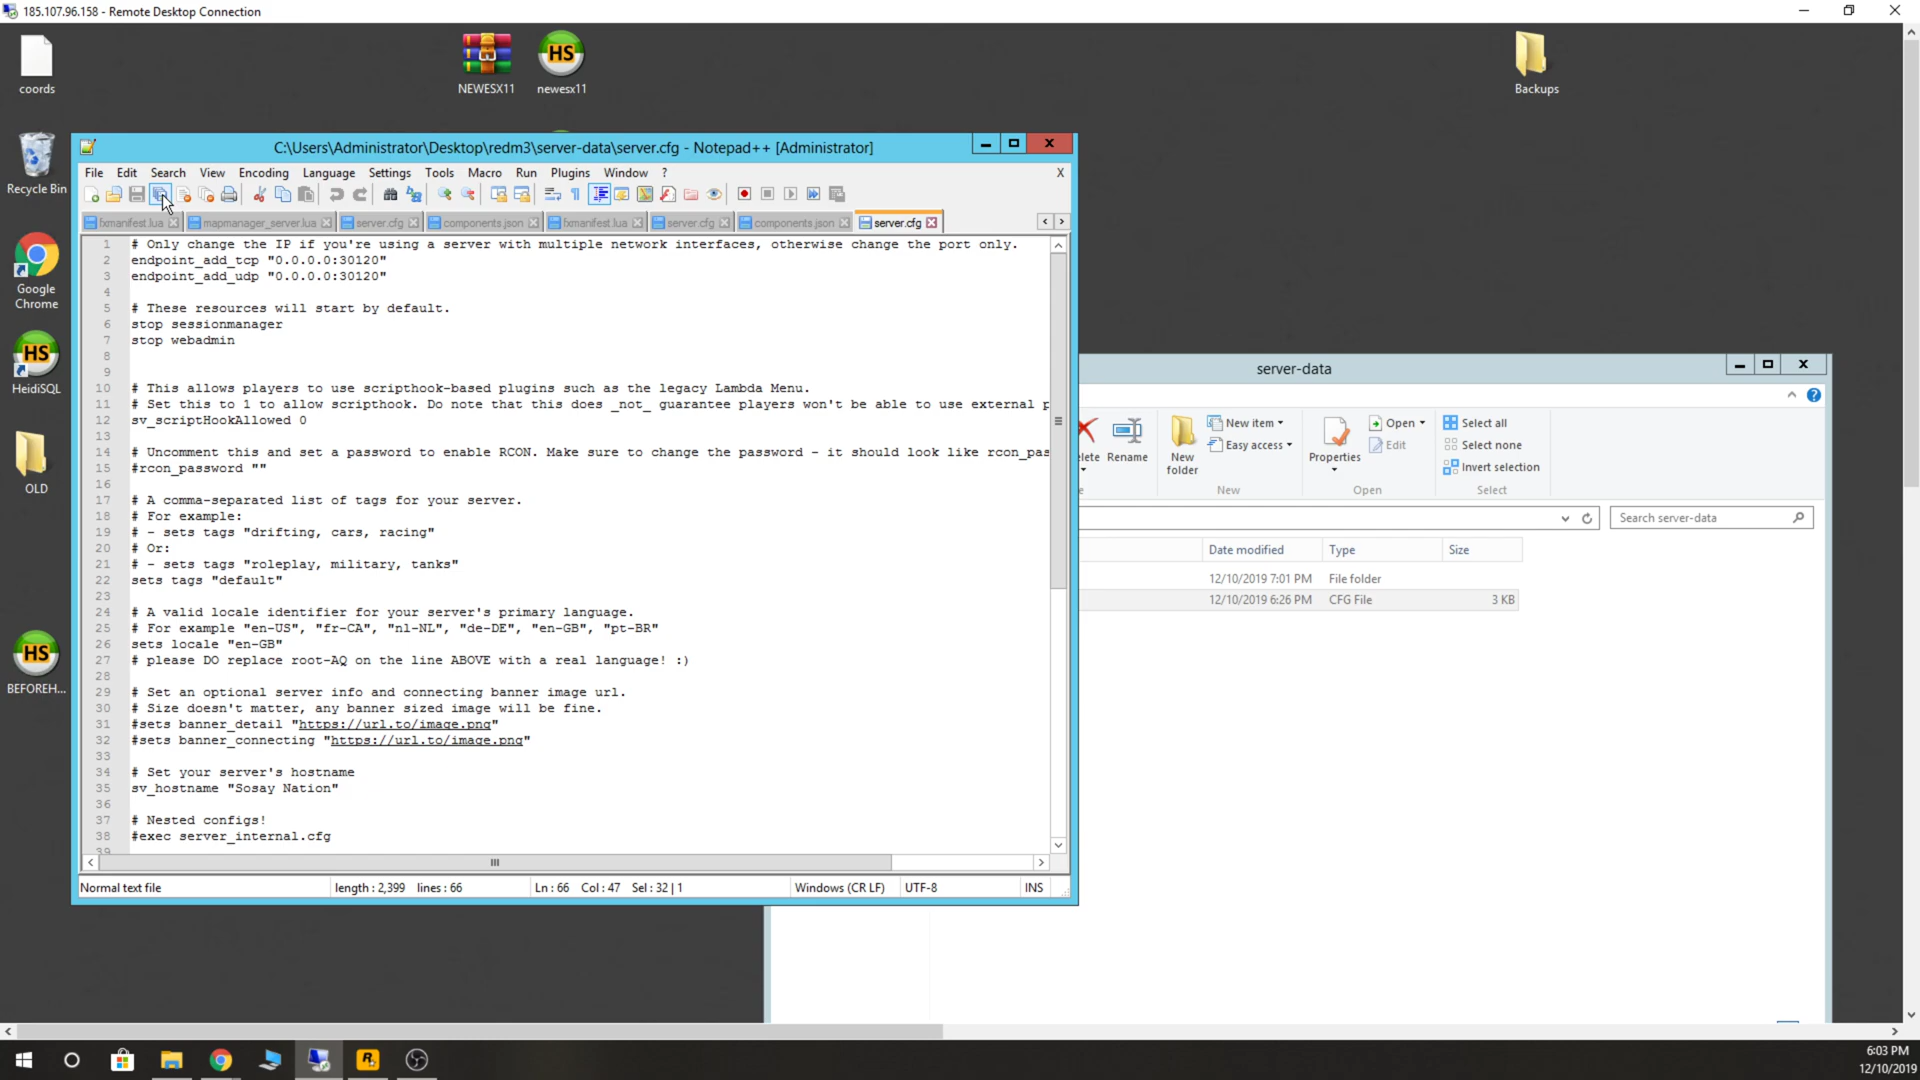 185.107.96.158 - Remote Desktop Connection
coords
NEWESX11
newesx11
Backups
Recycle Bin
Google
Chrome
HeidiSQL
OLD
BEFOREH...
C:\Users\Administrator\Desktop\redm3\server-data\server.cfg - Notepad++ [Administrator]
File Edit Search View Encoding Language Settings Tools Macro Run Plugins Window ? X
fxmanifest.lua mapmanager_server.lua server.cfg components.json fxmanifest.lua server.cfg components.json server.cfg
1 # Only change the IP if you're using a server with multiple network interfaces, otherwise change the port only.
2 endpoint_add_tcp "0.0.0.0:30120"
3 endpoint_add_udp "0.0.0.0:30120"
4
5 # These resources will start by default.
6 stop sessionmanager
7 stop webadmin
8
9
10 # This allows players to use scripthook-based plugins such as the legacy Lambda Menu.
11 # Set this to 1 to allow scripthook. Do note that this does _not_ guarantee players won't be able to use external p
12 sv_scriptHookAllowed 0
13
14 # Uncomment this and set a password to enable RCON. Make sure to change the password - it should look like rcon_pas
15 #rcon_password ""
16
17 # A comma-separated list of tags for your server.
18 # For example:
19 # - sets tags "drifting, cars, racing"
20 # Or:
21 # - sets tags "roleplay, military, tanks"
22 sets tags "default"
23
24 # A valid locale identifier for your server's primary language.
25 # For example "en-US", "fr-CA", "nl-NL", "de-DE", "en-GB", "pt-BR"
26 sets locale "en-GB"
27 # please DO replace root-AQ on the line ABOVE with a real language! :)
28
29 # Set an optional server info and connecting banner image url.
30 # Size doesn't matter, any banner sized image will be fine.
31 #sets banner_detail "https://url.to/image.png"
32 #sets banner_connecting "https://url.to/image.png"
33
34 # Set your server's hostname
35 sv_hostname "Sosay Nation"
36
37 # Nested configs!
38 #exec server_internal.cfg
39
Normal text file length : 2,399 lines : 66 Ln : 66 Col : 47 Sel : 32 | 1 Windows (CR LF) UTF-8 INS
server-data
lete
Rename
New
folder
New item
Easy access
New
Properties
Open
Edit
Open
Select all
Select none
Invert selection
Select
Search server-data
Date modified Type Size
12/10/2019 7:01 PM File folder
12/10/2019 6:26 PM CFG File 3 KB
6:03 PM
12/10/2019